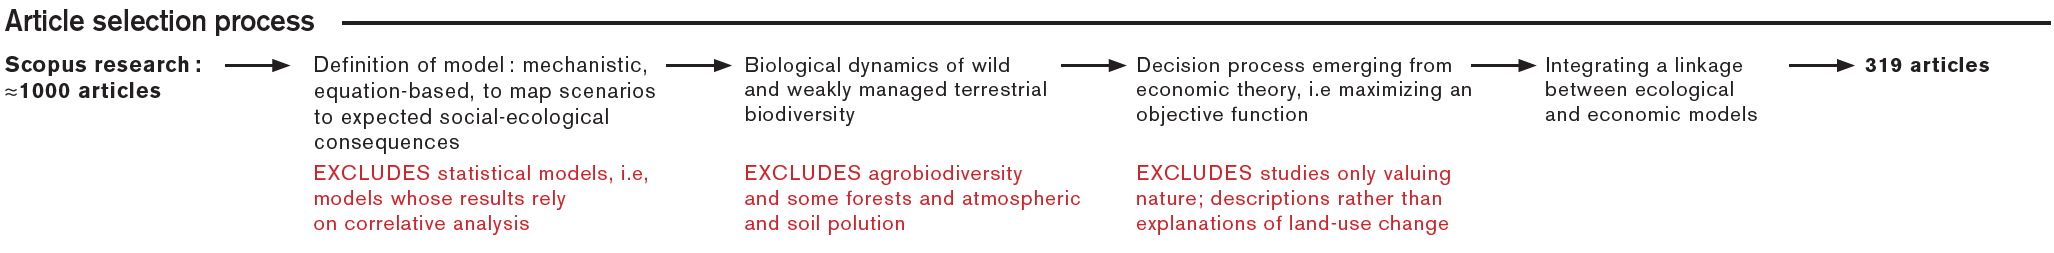 Article selection process
Scopus research :
≈1000 articles
Definition of model : mechanistic,
equation-based, to map scenarios
to expected social-ecological
consequences
EXCLUDES statistical models, i.e,
models whose results rely
on correlative analysis
Biological dynamics of wild
and weakly managed terrestrial
biodiversity
EXCLUDES agrobiodiversity
and some forests and atmospheric
and soil polution
Decision process emerging from
economic theory, i.e maximizing an
objective function
EXCLUDES studies only valuing
nature; descriptions rather than
explanations of land-use change
Integrating a linkage
between ecological
and economic models
319 articles